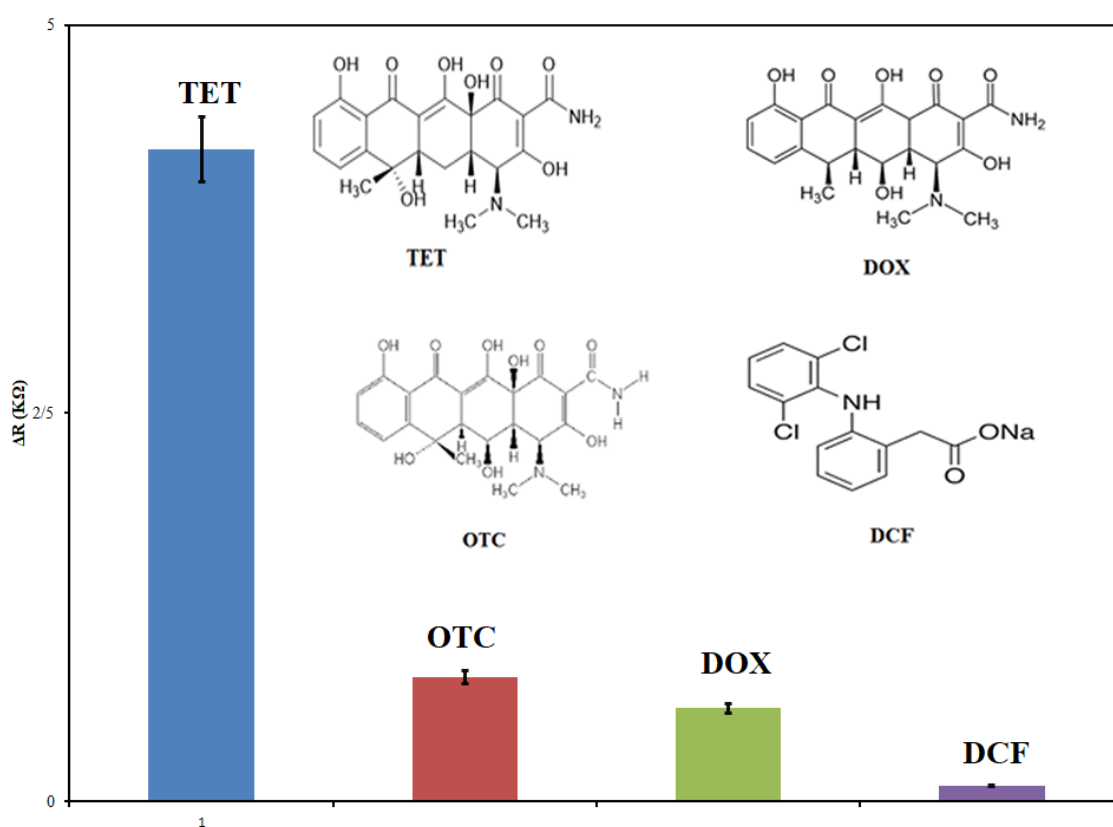 5
TET
OH
O
OH
OH
O
O
NH2
OH
H3C
OH
H
H
N
H3C
CH3
TET
OH
O
OH
O
O
NH2
OH
CH3
H
OH
H
N
H3C
CH3
DOX
OH
O
OH
OH
O
O
C
N
H
H
OH
HO
CH3
H
OH
H
N
H3C
CH3
OTC
Cl
NH
Cl
ONa
O
DCF
ΔR (KΩ)
2/5
OTC
DOX
DCF
0
1